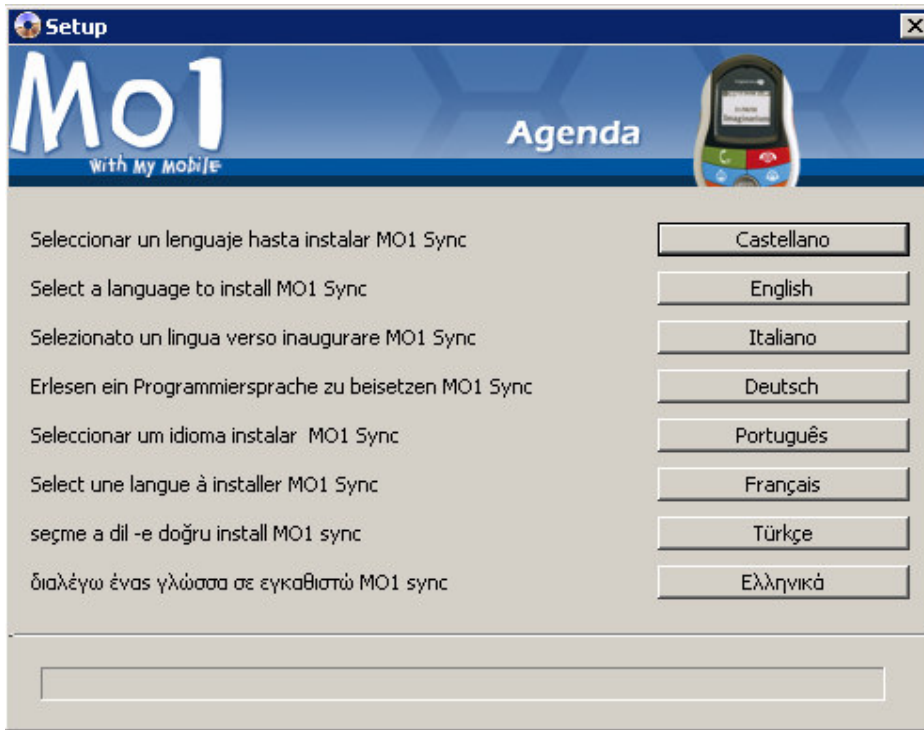 Setup
Mo1
with My Mobile
Agenda
Imaginarium
Seleccionar un lenguaje hasta instalar MO1 Sync
Castellano
Select a language to install MO1 Sync
English
Selezionato un lingua verso inaugurare MO1 Sync
Italiano
Erlesen ein Programmiersprache zu beisetzen MO1 Sync
Deutsch
Seleccionar um idioma instalar MO1 Sync
Português
Select une langue à installer MO1 Sync
Français
seçme a dil -e doğru install MO1 sync
Türkçe
διαλέγω ένας γλώσσα σε εγκαθιστώ MO1 sync
Ελληνικά